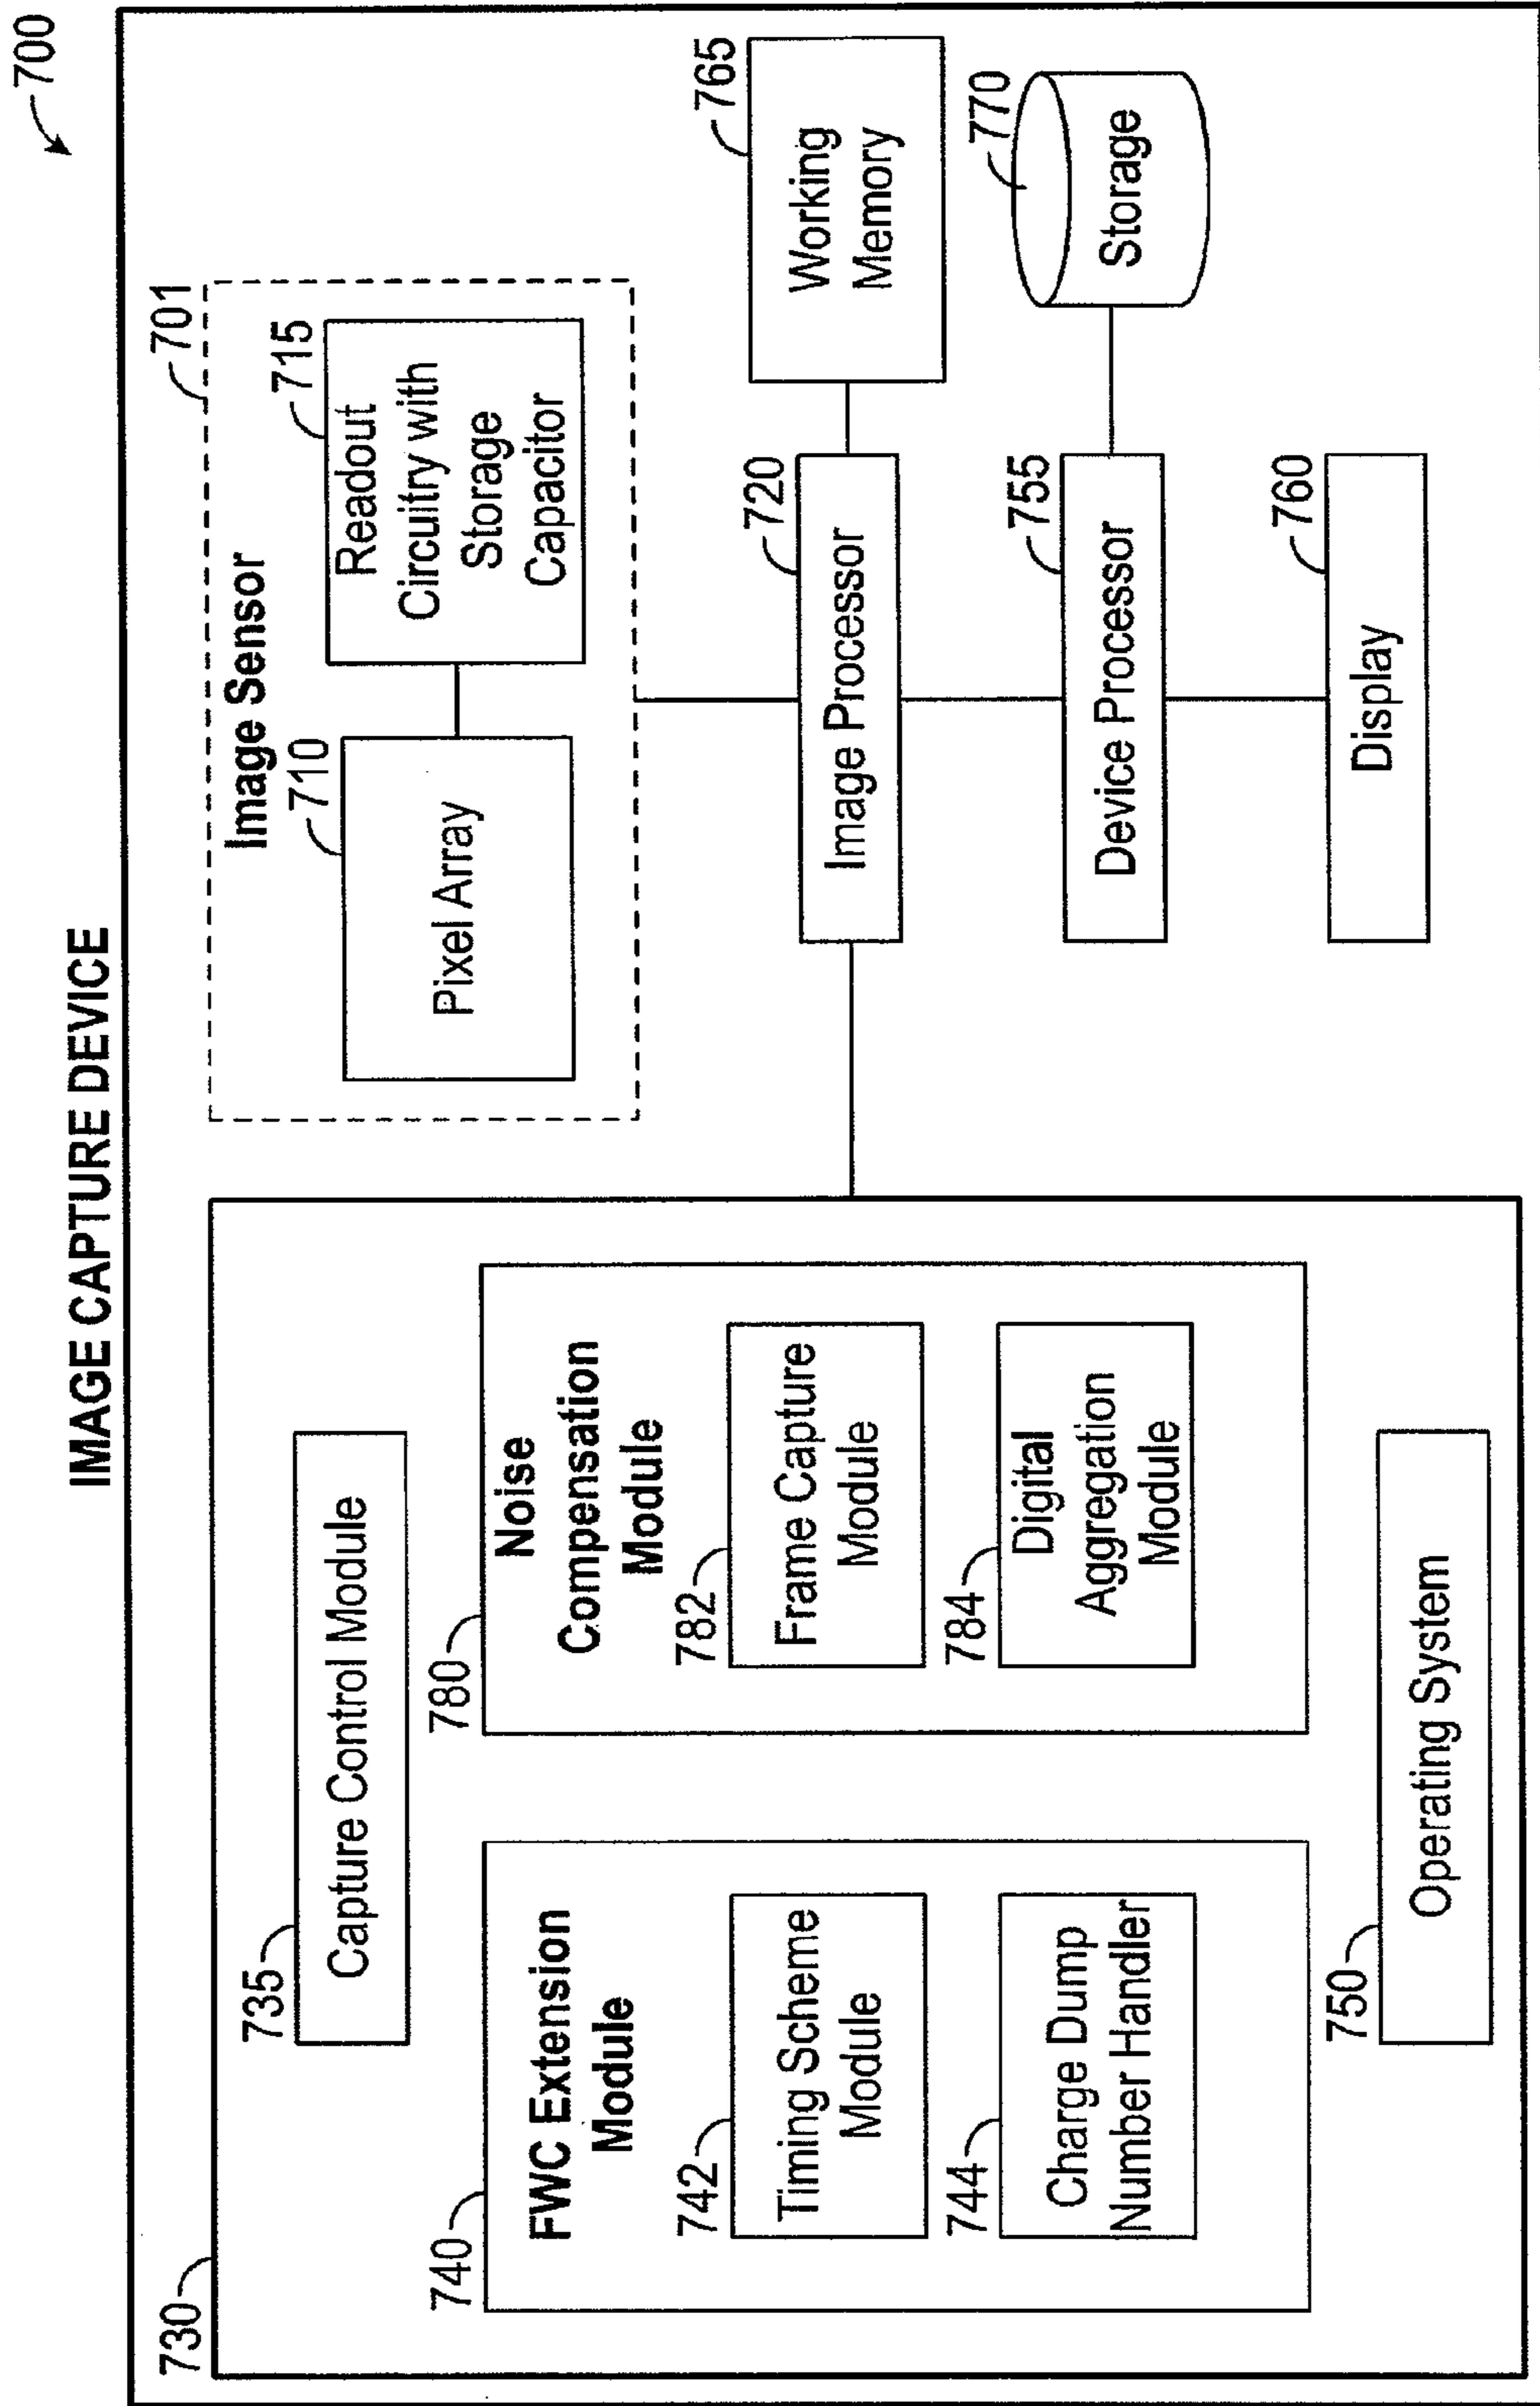 IMAGE CAPTURE DEVICE
700
730
735
Capture Control Module
740
FWC Extension
Module
742
Timing Scheme
Module
744
Charge Dump
Number Handler
780
Noise
Compensation
Module
782
Frame Capture
Module
784
Digital
Aggregation
Module
750
Operating System
701
Image Sensor
710
Pixel Array
715
Readout
Circuitry with
Storage
Capacitor
720
Image Processor
765
Working
Memory
755
Device Processor
770
Storage
760
Display